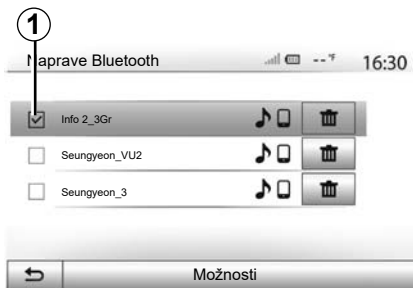 1
Naprave Bluetooth -- °F 16:30
Info 2_3Gr
Seungyeon_VU2
Seungyeon_3
Možnosti